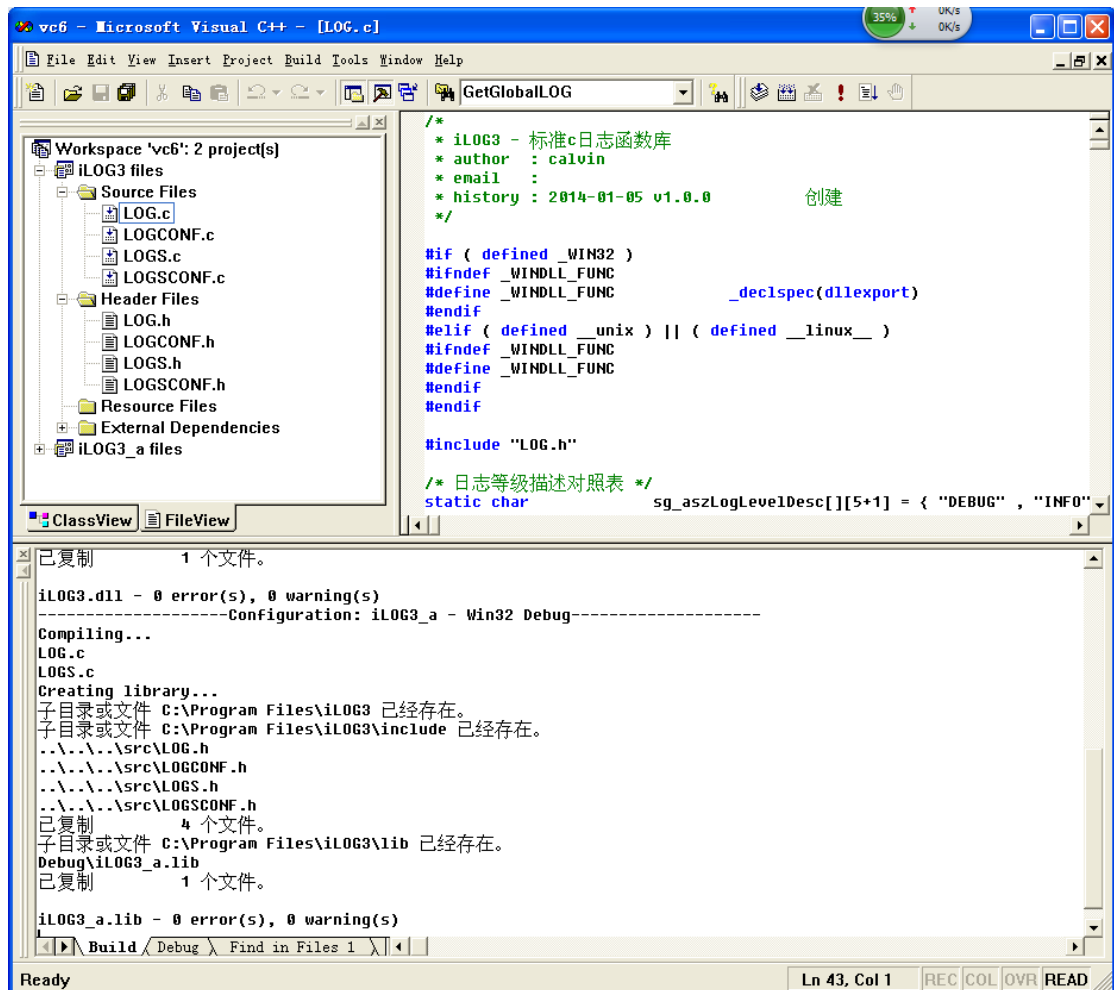 vc6 - Microsoft Visual C++ - [LOG.c]
35%
0K/s
0K/s
File Edit View Insert Project Build Tools Window Help
GetGlobalLOG
Workspace 'vc6': 2 project(s)
iLOG3 files
Source Files
LOG.c
LOGCONF.c
LOGS.c
LOGSCONF.c
Header Files
LOG.h
LOGCONF.h
LOGS.h
LOGSCONF.h
Resource Files
External Dependencies
iLOG3_a files
ClassView FileView
/*
* iLOG3 - 标准c日志函数库
* author : calvin
* email :
* history : 2014-01-05 v1.0.0 创建
*/
#if ( defined _WIN32 )
#ifndef _WINDLL_FUNC
#define _WINDLL_FUNC _declspec(dllexport)
#endif
#elif ( defined __unix ) || ( defined __linux__ )
#ifndef _WINDLL_FUNC
#define _WINDLL_FUNC
#endif
#endif
#include "LOG.h"
/* 日志等级描述对照表 */
static char sg_aszLogLevelDesc[][5+1] = { "DEBUG" , "INFO"
已复制 1 个文件。
iLOG3.dll - 0 error(s), 0 warning(s)
--------------------Configuration: iLOG3_a - Win32 Debug--------------------
Compiling...
LOG.c
LOGS.c
Creating library...
子目录或文件 C:\Program Files\iLOG3 已经存在。
子目录或文件 C:\Program Files\iLOG3\include 已经存在。
..\..\..\src\LOG.h
..\..\..\src\LOGCONF.h
..\..\..\src\LOGS.h
..\..\..\src\LOGSCONF.h
已复制 4 个文件。
子目录或文件 C:\Program Files\iLOG3\lib 已经存在。
Debug\iLOG3_a.lib
已复制 1 个文件。
iLOG3_a.lib - 0 error(s), 0 warning(s)
Build Debug Find in Files 1
Ready Ln 43, Col 1 REC COL OVR READ